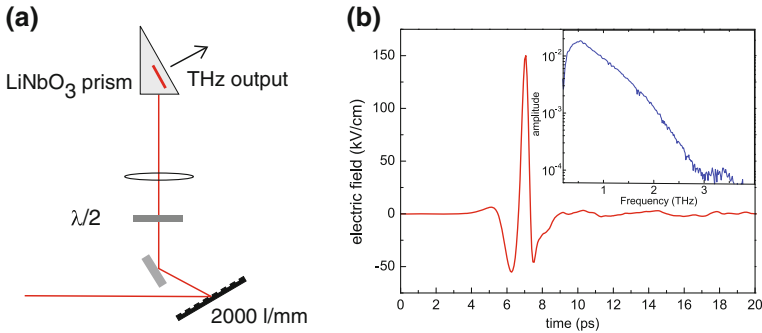 (a)
LiNbO₃ prism
THz output
λ/2
2000 l/mm
(b)
electric field (kV/cm)
150
100
50
0
-50
0 2 4 6 8 10 12 14 16 18 20
time (ps)
amplitude
10⁻²
10⁻³
10⁻⁴
1 2 3
Frequency (THz)